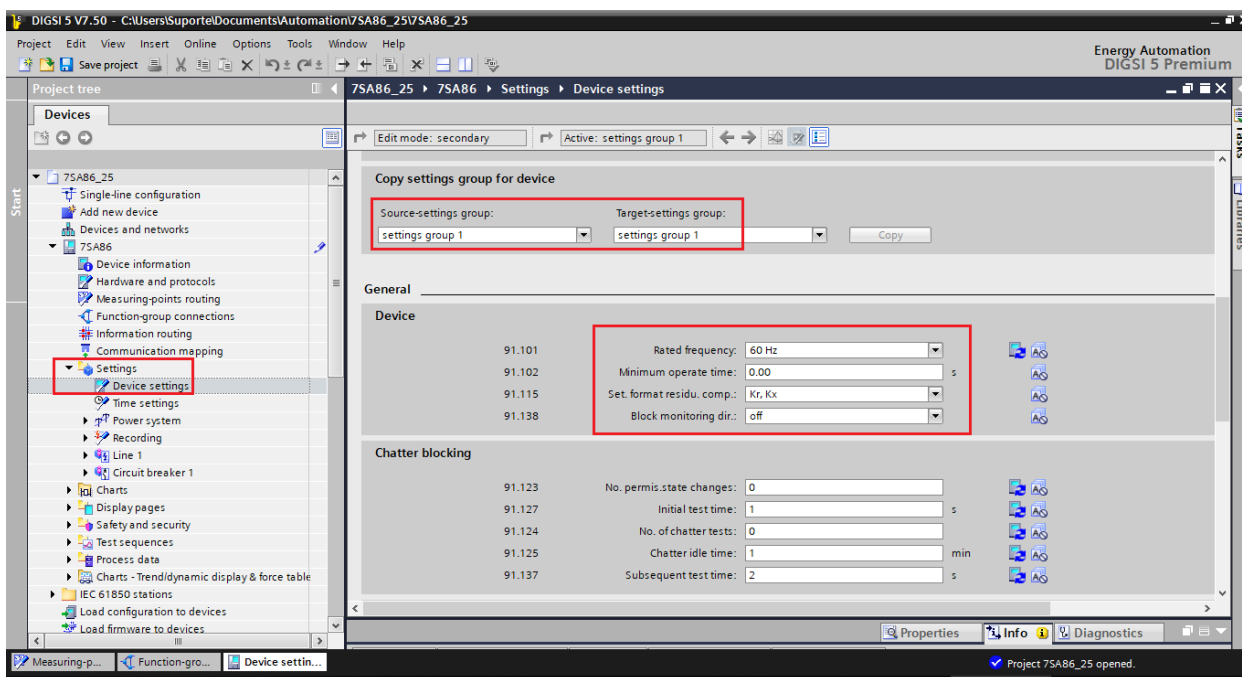 DIGSI 5 V7.50 - C:\Users\Suporte\Documents\Automation\7SA86_25\7SA86_25
Project Edit View Insert Online Options Tools Window Help
Energy Automation
DIGSI 5 Premium
Save project
Project tree
7SA86_25 ▸ 7SA86 ▸ Settings ▸ Device settings
Devices
Edit mode: secondary
Active: settings group 1
Tasks
Libraries
Start
7SA86_25
Single-line configuration
Add new device
Devices and networks
7SA86
Device information
Hardware and protocols
Measuring-points routing
Function-group connections
Information routing
Communication mapping
Settings
Device settings
Time settings
Power system
Recording
Line 1
Circuit breaker 1
Charts
Display pages
Safety and security
Test sequences
Process data
Charts - Trend/dynamic display & force table
IEC 61850 stations
Load configuration to devices
Load firmware to devices
Copy settings group for device
Source-settings group: Target-settings group:
settings group 1 settings group 1 Copy
General
Device
91.101 Rated frequency: 60 Hz
91.102 Minimum operate time: 0.00 s
91.115 Set. format residu. comp.: Kr, Kx
91.138 Block monitoring dir.: off
Chatter blocking
91.123 No. permis.state changes: 0
91.127 Initial test time: 1 s
91.124 No. of chatter tests: 0
91.125 Chatter idle time: 1 min
91.137 Subsequent test time: 2 s
Properties Info Diagnostics
Measuring-p... Function-gro... Device settin...
Project 7SA86_25 opened.